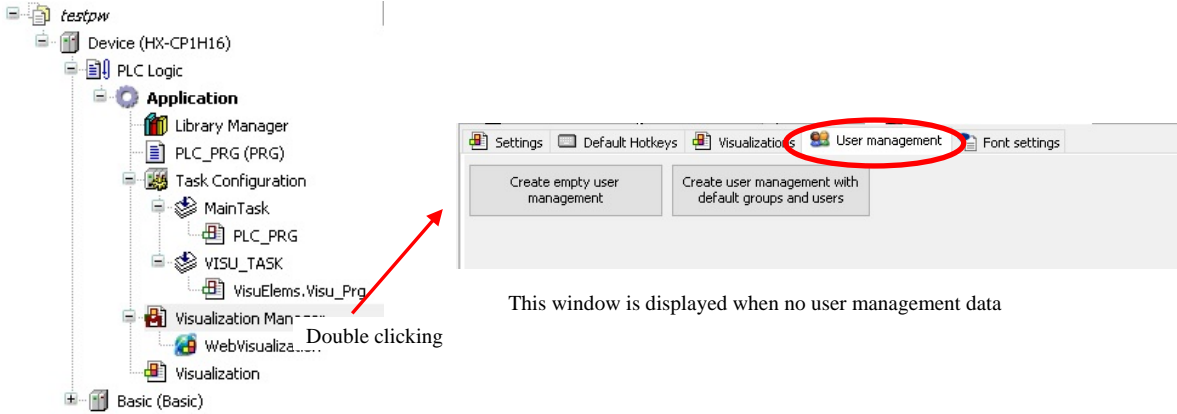 testpw
Device (HX-CP1H16)
PLC Logic
Application
Library Manager
PLC_PRG (PRG)
Task Configuration
MainTask
PLC_PRG
VISU_TASK
VisuElems.Visu_Prg
Visualization Manager
WebVisualization
Visualization
Basic (Basic)
Double clicking
Settings Default Hotkeys Visualizations User management Font settings
Create empty user
management
Create user management with
default groups and users
This window is displayed when no user management data